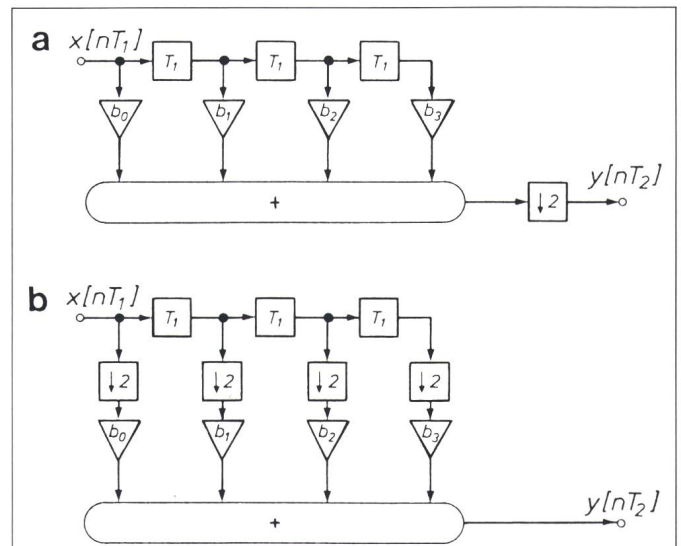 a x[nT₁]
T₁ T₁ T₁
b₀ b₁ b₂ b₃
+ ↓2 y[nT₂]
b x[nT₁]
T₁ T₁ T₁
↓2 ↓2 ↓2 ↓2
b₀ b₁ b₂ b₃
y[nT₂]
+